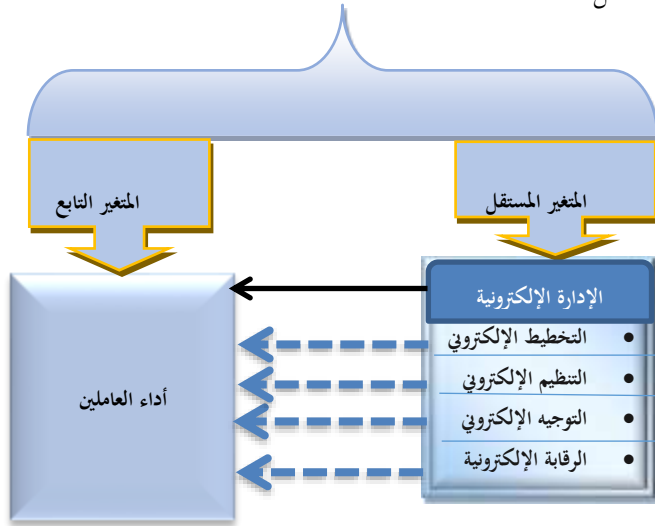 المتغير المستقل
المتغير التابع
الإدارة الإلكترونية
• التخطيط الإلكتروني
• التنظيم الإلكتروني
• التوجيه الإلكتروني
• الرقابة الإلكترونية
أداء العاملين